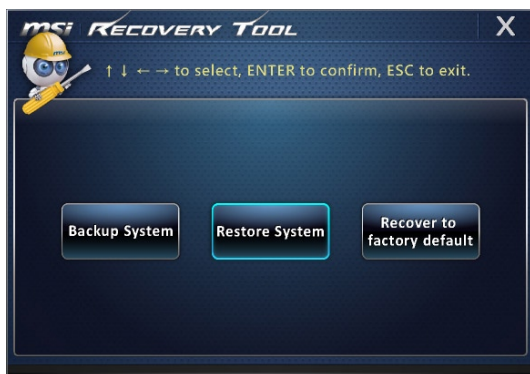 msi RECOVERY TOOL X
↑ ↓ ← → to select, ENTER to confirm, ESC to exit.
Backup System
Restore System
Recover to
factory default